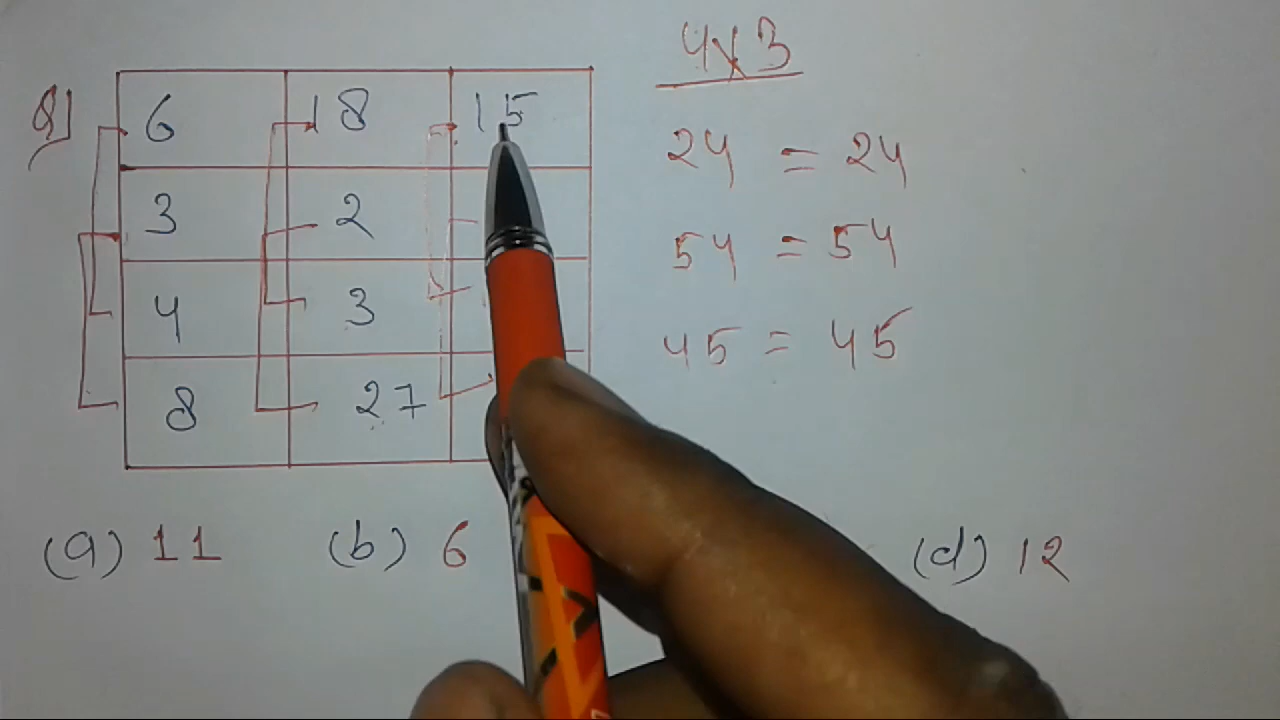 4x3
Q] 6 18 15
24 = 24
3 2
54 = 54
4 3
45 = 45
8 27
(a) 11 (b) 6 (d) 12